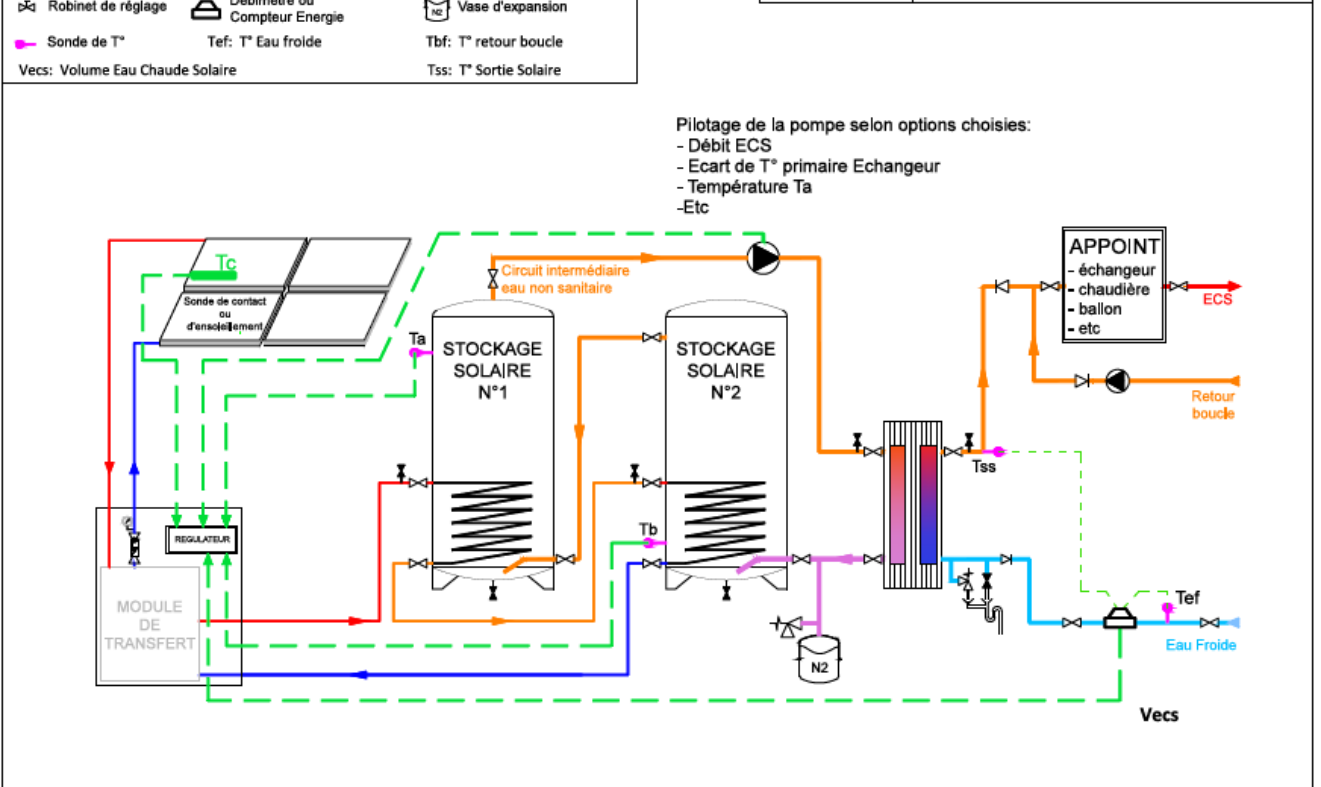 Robinet de réglage
Débimètre ou
Compteur Energie
N2
Vase d'expansion
Sonde de T°
Tef: T° Eau froide
Tbf: T° retour boucle
Vecs: Volume Eau Chaude Solaire
Tss: T° Sortie Solaire
Pilotage de la pompe selon options choisies:
- Débit ECS
- Ecart de T° primaire Echangeur
- Température Ta
-Etc
Tc
Sonde de contact
ou
d'ensoleillement
Circuit intermédiaire
eau non sanitaire
APPOINT
- échangeur
- chaudière
- ballon
- etc
ECS
Ta
STOCKAGE
SOLAIRE
N°1
STOCKAGE
SOLAIRE
N°2
Retour
boucle
Tss
REGULATEUR
Tb
MODULE
DE
TRANSFERT
Tef
Eau Froide
N2
Vecs